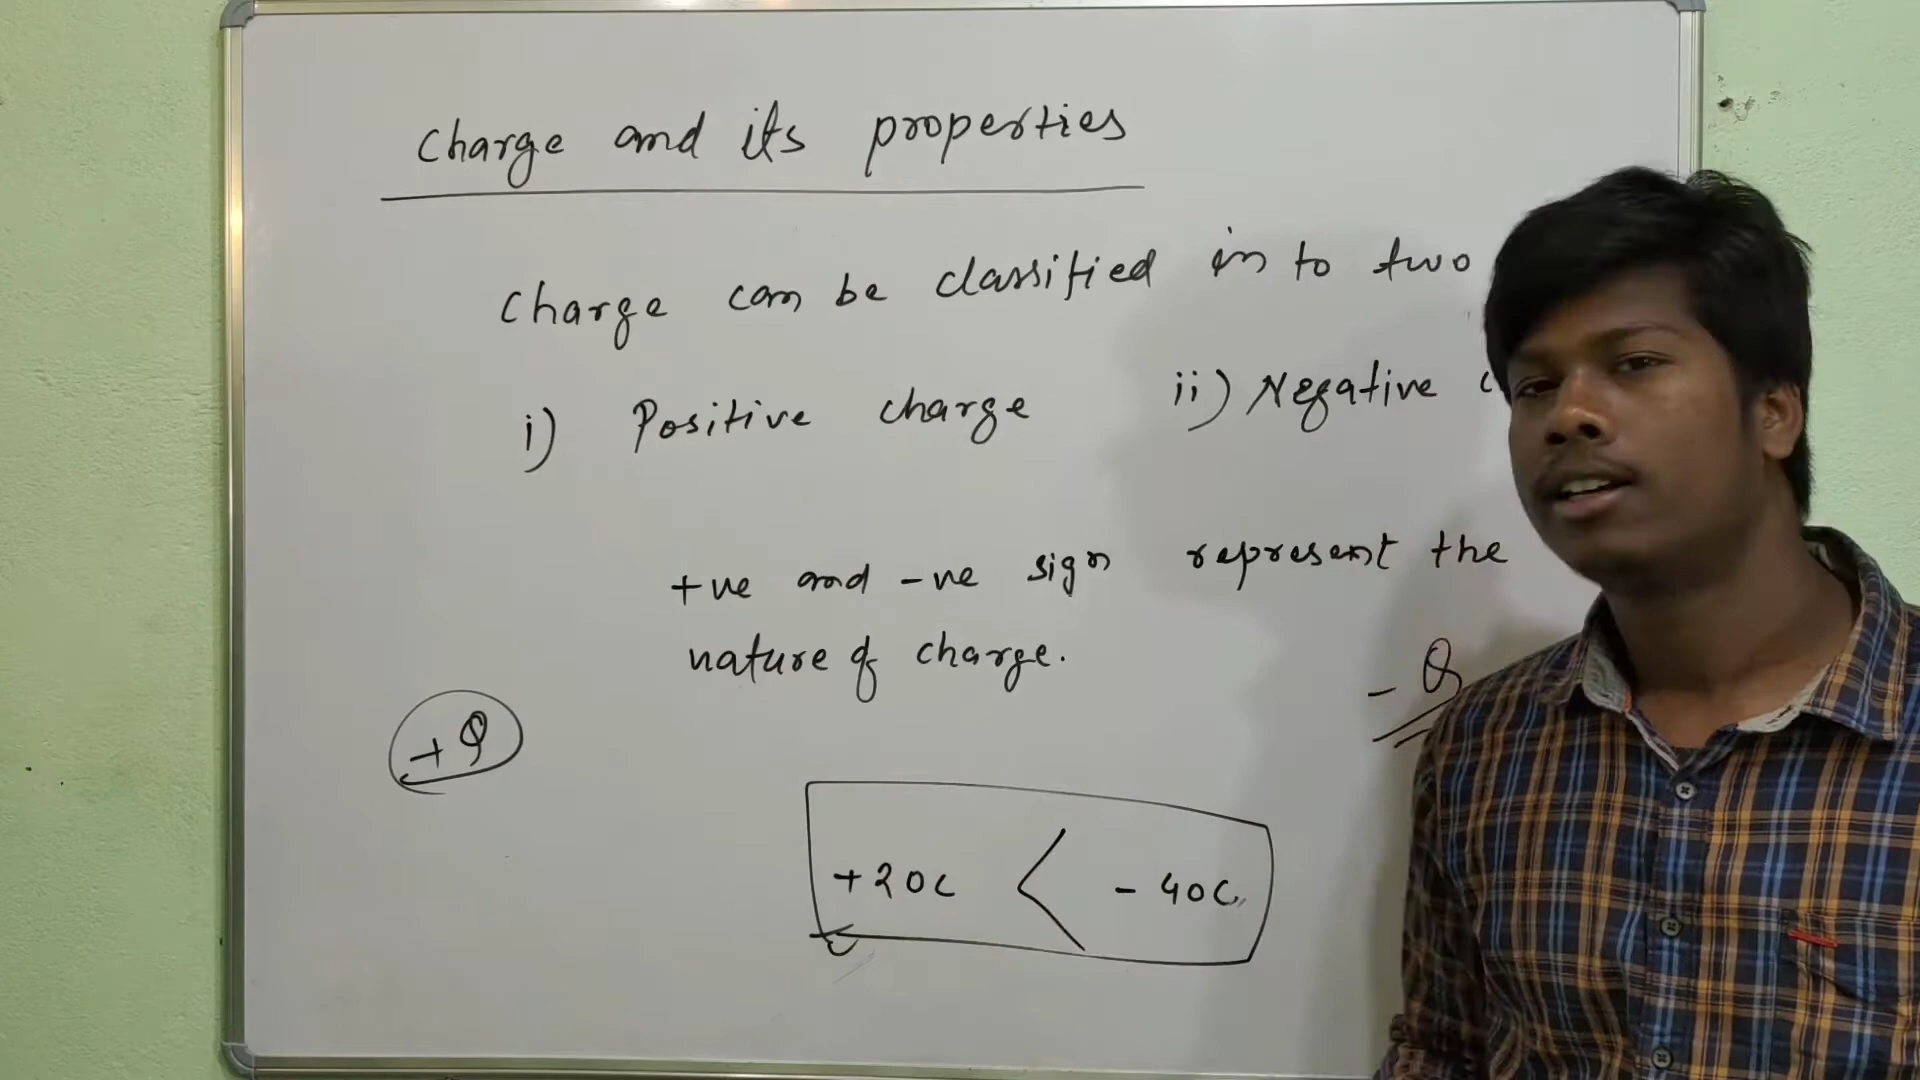 charge and its properties
charge can be classified in to two
i) Positive charge ii) Negative
+ve and -ve sign represent the
nature of charge.
- Q
+ Q
+20C < - 40C